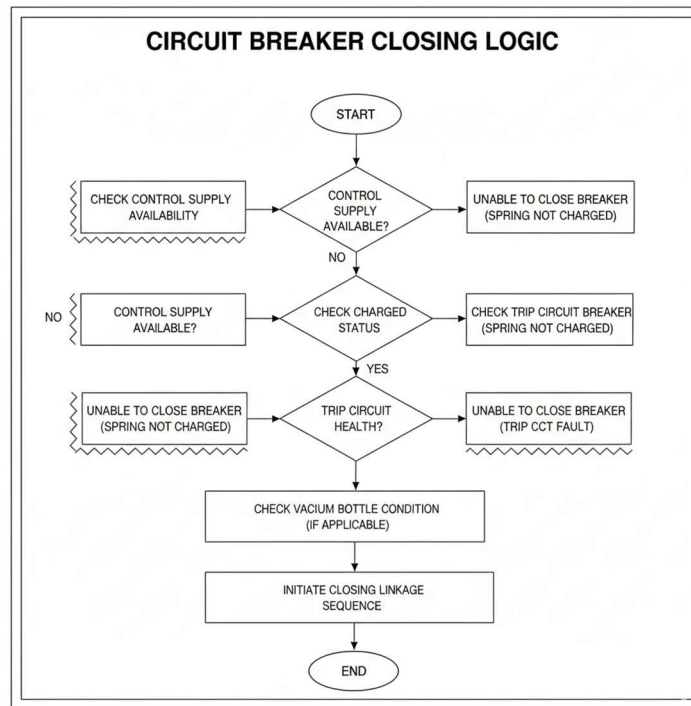 CIRCUIT BREAKER CLOSING LOGIC
START
CHECK CONTROL SUPPLY
AVAILABILITY
CONTROL
SUPPLY
AVAILABLE?
UNABLE TO CLOSE BREAKER
(SPRING NOT CHARGED)
NO
NO
CONTROL SUPPLY
AVAILABLE?
CHECK CHARGED
STATUS
CHECK TRIP CIRCUIT BREAKER
(SPRING NOT CHARGED)
YES
UNABLE TO CLOSE BREAKER
(SPRING NOT CHARGED)
TRIP CIRCUIT
HEALTH?
UNABLE TO CLOSE BREAKER
(TRIP CCT FAULT)
CHECK VACIUM BOTTLE CONDITION
(IF APPLICABLE)
INITIATE CLOSING LINKAGE
SEQUENCE
END